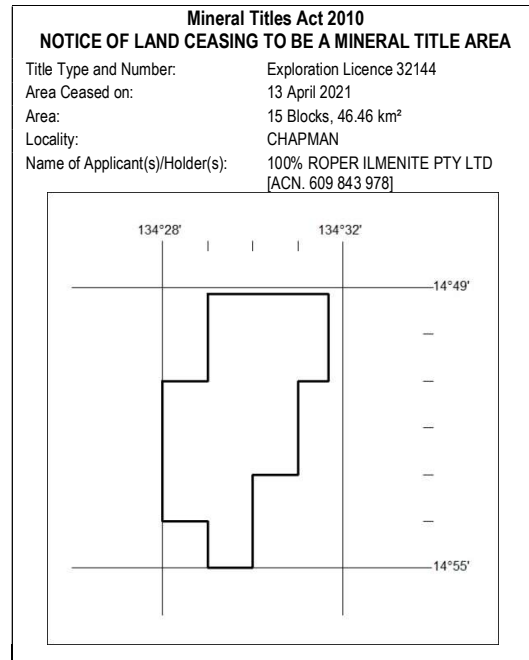 Mineral Titles Act 2010
NOTICE OF LAND CEASING TO BE A MINERAL TITLE AREA
Title Type and Number: Exploration Licence 32144
Area Ceased on: 13 April 2021
Area: 15 Blocks, 46.46 km²
Locality: CHAPMAN
Name of Applicant(s)/Holder(s): 100% ROPER ILMENITE PTY LTD
[ACN. 609 843 978]
134°28' 134°32'
14°49'
14°55'